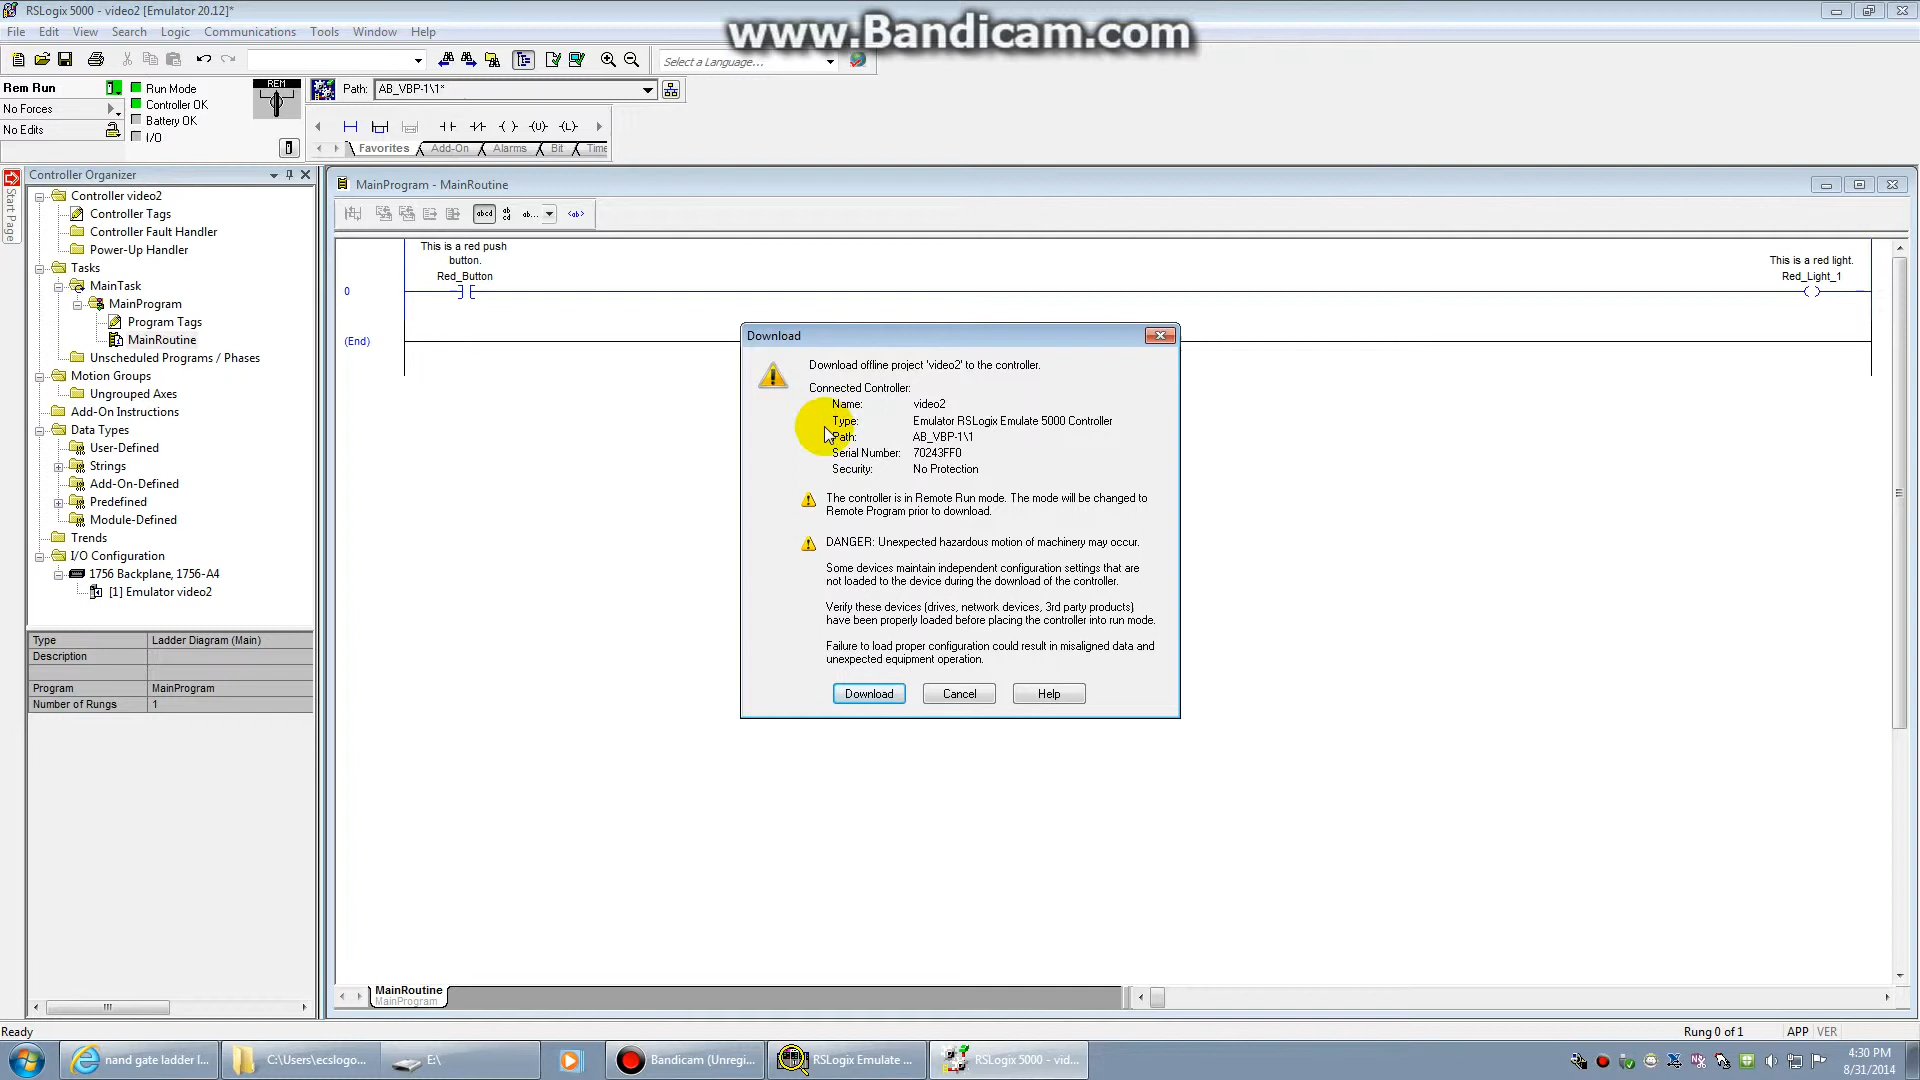 RSLogix 5000 - video2 [Emulator 20.12]*
www.Bandicam.com
File Edit View Search Logic Communications Tools Window Help
Select a Language...
Rem Run
Run Mode
REM
Path: AB_VBP-1\1*
No Forces
Controller OK
Battery OK
No Edits
I/O
Favorites Add-On Alarms Bit Time
Start Page
Controller Organizer
Controller video2
Controller Tags
Controller Fault Handler
Power-Up Handler
Tasks
MainTask
MainProgram
Program Tags
MainRoutine
Unscheduled Programs / Phases
Motion Groups
Ungrouped Axes
Add-On Instructions
Data Types
User-Defined
Strings
Add-On-Defined
Predefined
Module-Defined
Trends
I/O Configuration
1756 Backplane, 1756-A4
[1] Emulator video2
Type Ladder Diagram (Main)
Description
Program MainProgram
Number of Rungs 1
MainProgram - MainRoutine
abcd
ab
cd
ab...
<ab>
This is a red push
button.
Red_Button
This is a red light.
Red_Light_1
0
(End)
Download
Download offline project 'video2' to the controller.
Connected Controller:
Name: video2
Type: Emulator RSLogix Emulate 5000 Controller
Path: AB_VBP-1\1
Serial Number: 70243FF0
Security: No Protection
The controller is in Remote Run mode. The mode will be changed to
Remote Program prior to download.
DANGER: Unexpected hazardous motion of machinery may occur.
Some devices maintain independent configuration settings that are
not loaded to the device during the download of the controller.
Verify these devices (drives, network devices, 3rd party products)
have been properly loaded before placing the controller into run mode.
Failure to load proper configuration could result in misaligned data and
unexpected equipment operation.
Download Cancel Help
MainRoutine
MainProgram
Ready
Rung 0 of 1 APP VER
nand gate ladder l...
C:\Users\ecslogo...
E:\
Bandicam (Unregi...
RSLogix Emulate ...
RSLogix 5000 - vid...
4:30 PM
8/31/2014